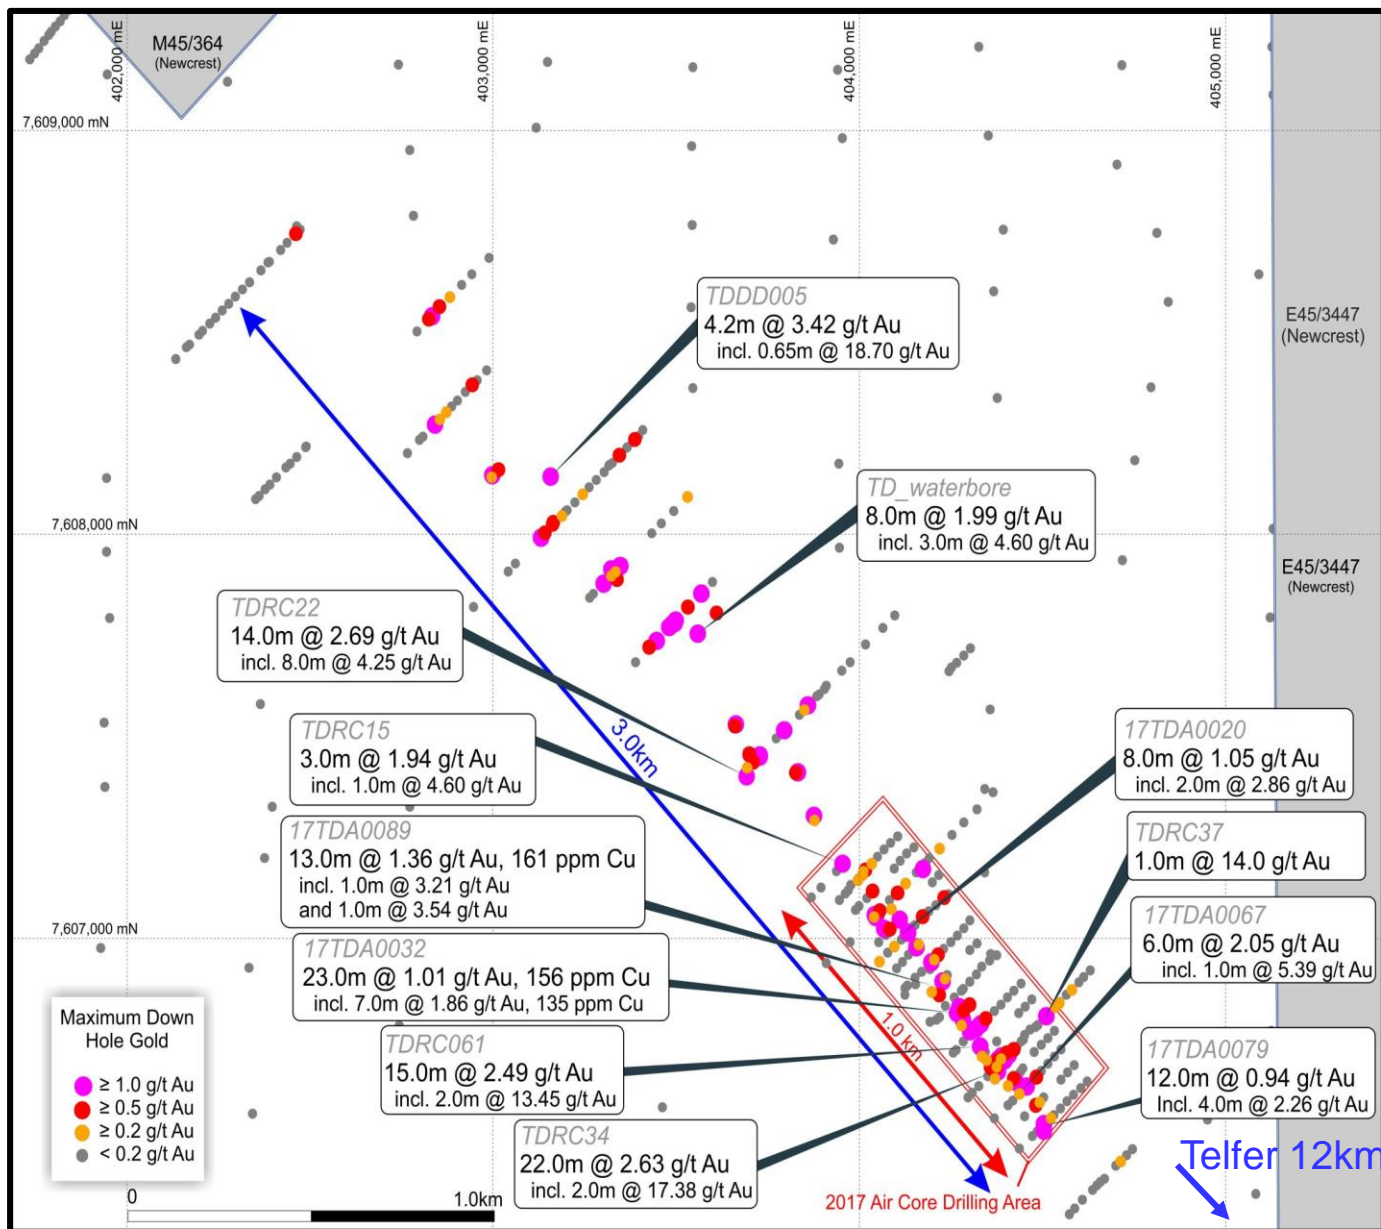 M45/364
(Newcrest)
402,000 mE
403,000 mE
404,000 mE
405,000 mE
7,609,000 mN
TDDD005
4.2m @ 3.42 g/t Au
incl. 0.65m @ 18.70 g/t Au
E45/3447
(Newcrest)
TD_waterbore
8.0m @ 1.99 g/t Au
incl. 3.0m @ 4.60 g/t Au
7,608,000 mN
E45/3447
(Newcrest)
TDRC22
14.0m @ 2.69 g/t Au
incl. 8.0m @ 4.25 g/t Au
3.0km
TDRC15
3.0m @ 1.94 g/t Au
incl. 1.0m @ 4.60 g/t Au
17TDA0020
8.0m @ 1.05 g/t Au
incl. 2.0m @ 2.86 g/t Au
17TDA0089
13.0m @ 1.36 g/t Au, 161 ppm Cu
incl. 1.0m @ 3.21 g/t Au
and 1.0m @ 3.54 g/t Au
TDRC37
1.0m @ 14.0 g/t Au
7,607,000 mN
17TDA0032
23.0m @ 1.01 g/t Au, 156 ppm Cu
incl. 7.0m @ 1.86 g/t Au, 135 ppm Cu
17TDA0067
6.0m @ 2.05 g/t Au
incl. 1.0m @ 5.39 g/t Au
1.0 km
TDRC061
15.0m @ 2.49 g/t Au
incl. 2.0m @ 13.45 g/t Au
17TDA0079
12.0m @ 0.94 g/t Au
Incl. 4.0m @ 2.26 g/t Au
TDRC34
22.0m @ 2.63 g/t Au
incl. 2.0m @ 17.38 g/t Au
Maximum Down
Hole Gold
≥ 1.0 g/t Au
≥ 0.5 g/t Au
≥ 0.2 g/t Au
< 0.2 g/t Au
0
1.0km
2017 Air Core Drilling Area
Telfer 12km